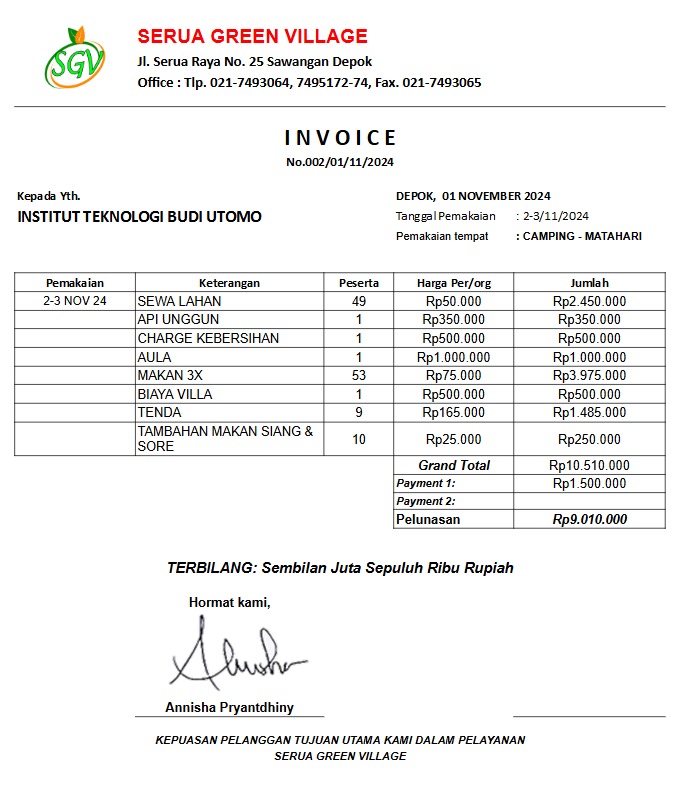 SGV
SERUA GREEN VILLAGE
Jl. Serua Raya No. 25 Sawangan Depok
Office : Tlp. 021-7493064, 7495172-74, Fax. 021-7493065
I N V O I C E
No.002/01/11/2024
Kepada Yth.
INSTITUT TEKNOLOGI BUDI UTOMO
DEPOK, 01 NOVEMBER 2024
Tanggal Pemakaian : 2-3/11/2024
Pemakaian tempat : CAMPING - MATAHARI
Pemakaian Keterangan Peserta Harga Per/org Jumlah
2-3 NOV 24 SEWA LAHAN 49 Rp50.000 Rp2.450.000
API UNGGUN 1 Rp350.000 Rp350.000
CHARGE KEBERSIHAN 1 Rp500.000 Rp500.000
AULA 1 Rp1.000.000 Rp1.000.000
MAKAN 3X 53 Rp75.000 Rp3.975.000
BIAYA VILLA 1 Rp500.000 Rp500.000
TENDA 9 Rp165.000 Rp1.485.000
TAMBAHAN MAKAN SIANG &
SORE 10 Rp25.000 Rp250.000
Grand Total Rp10.510.000
Payment 1: Rp1.500.000
Payment 2:
Pelunasan Rp9.010.000
TERBILANG: Sembilan Juta Sepuluh Ribu Rupiah
Hormat kami,
Annisha Pryantdhiny
KEPUASAN PELANGGAN TUJUAN UTAMA KAMI DALAM PELAYANAN
SERUA GREEN VILLAGE